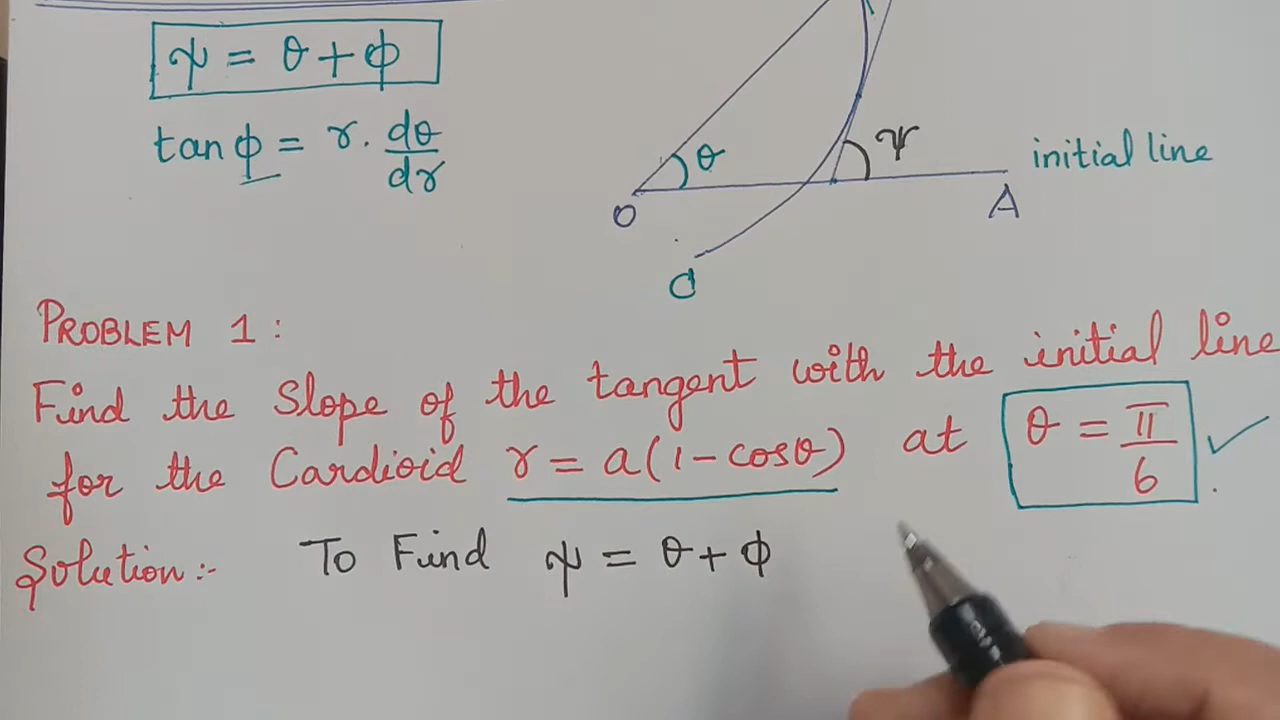 ψ = θ + ϕ
tan ϕ = r . dθ/dr
θ
ψ
initial line
O
A
C
PROBLEM 1 :
Find the Slope of the tangent with the initial line
for the Cardioid r = a(1 - cosθ) at θ = π/6
Solution:- To Find ψ = θ + ϕ